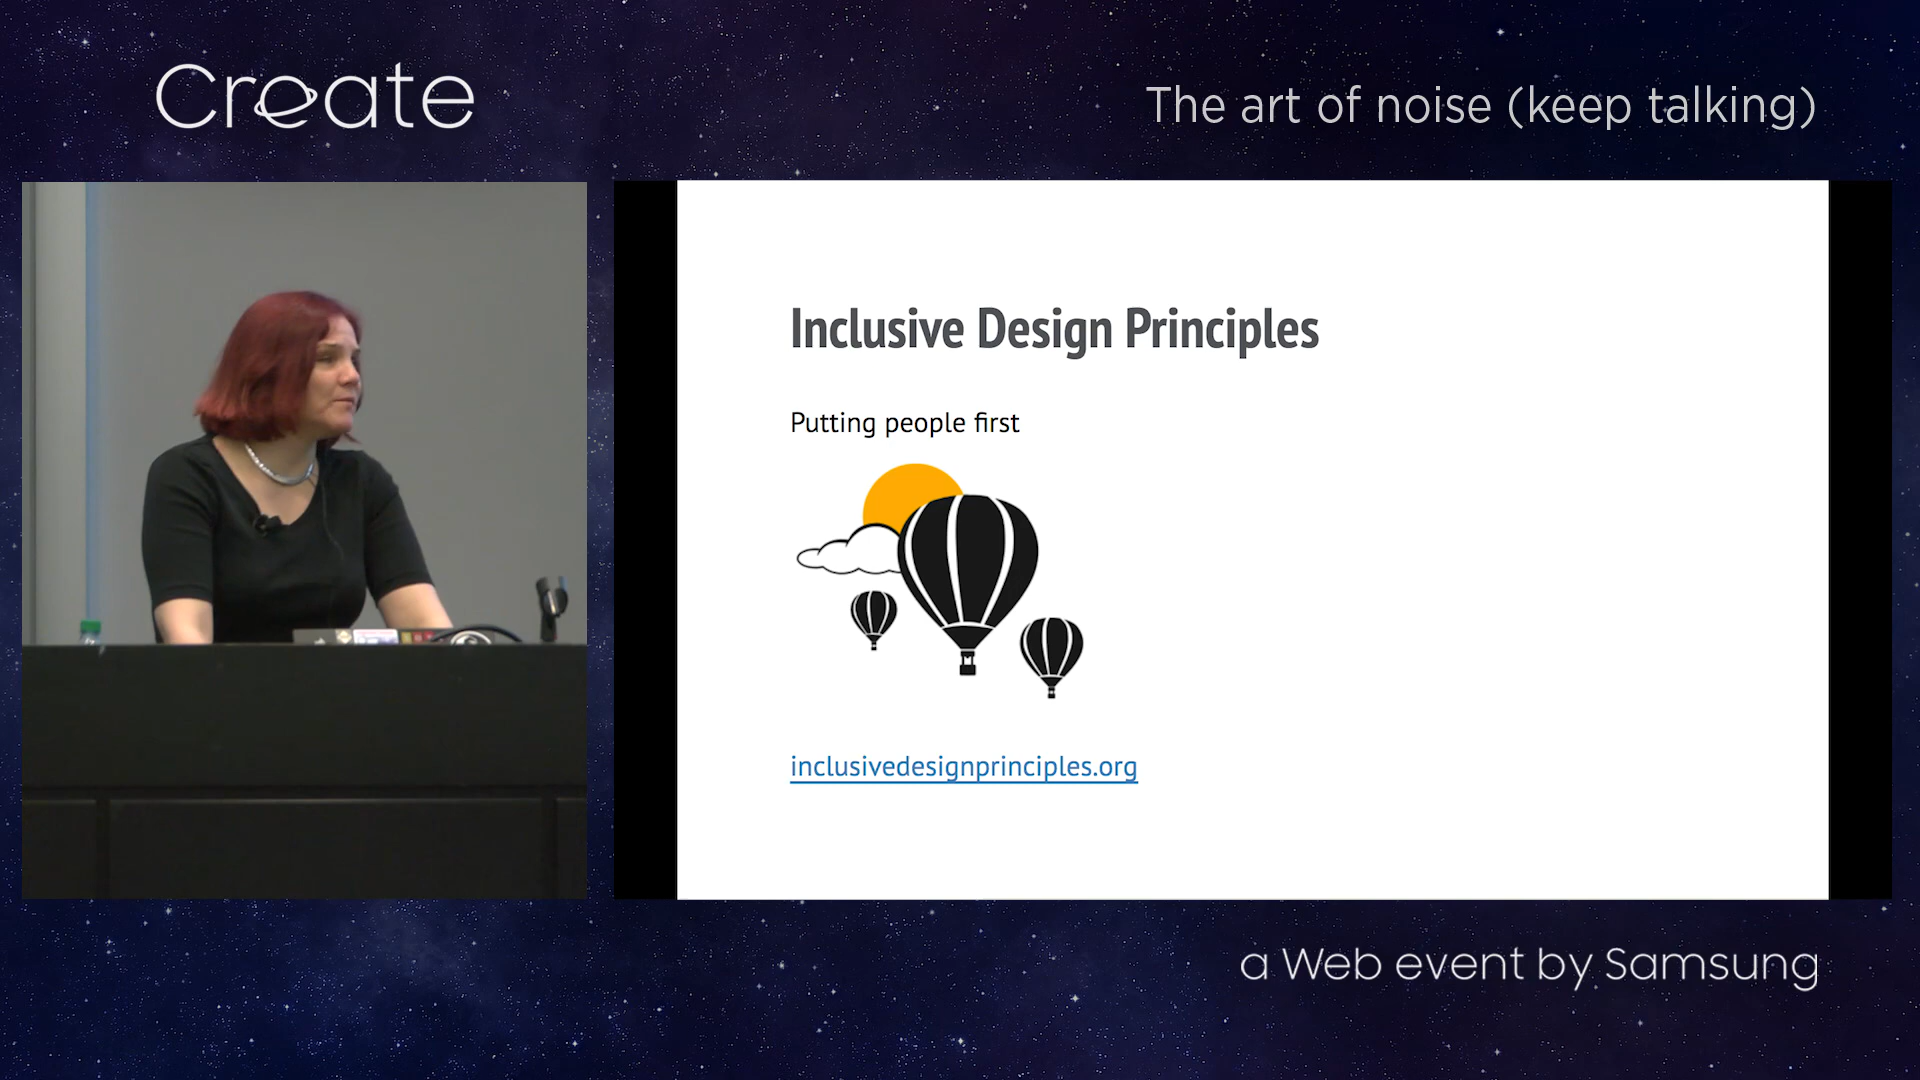 Create
The art of noise (keep talking)
Inclusive Design Principles
Putting people first
inclusivedesignprinciples.org
a Web event by Samsung